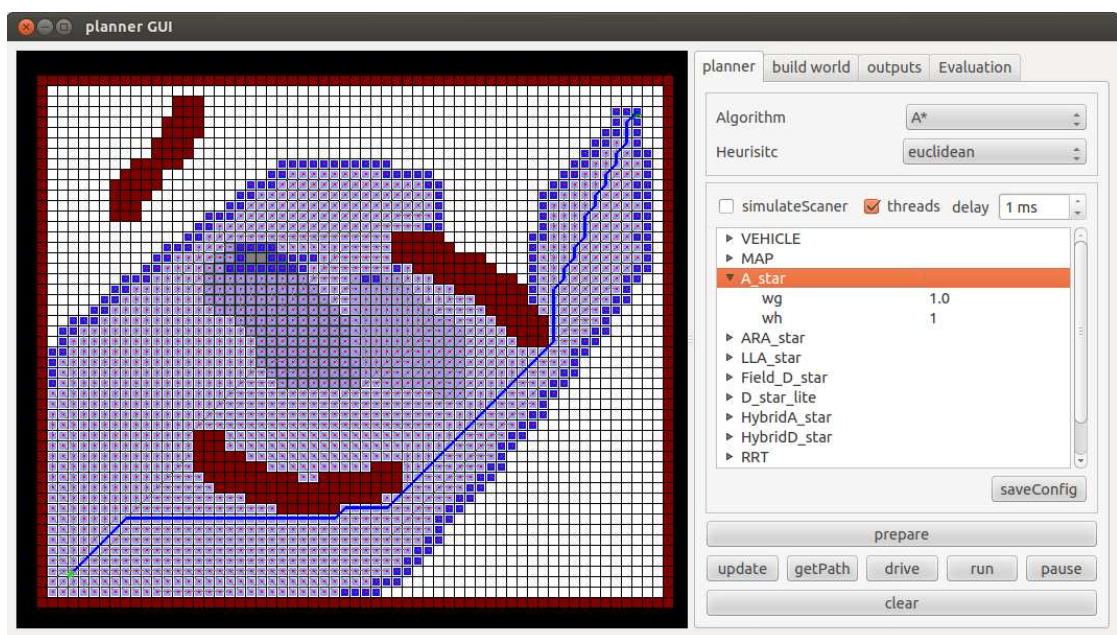 planner GUI
planner build world outputs Evaluation
Algorithm A*
Heurisitc euclidean
simulateScaner threads delay 1 ms
VEHICLE
MAP
A_star
wg 1.0
wh 1
ARA_star
LLA_star
Field_D_star
D_star_lite
HybridA_star
HybridD_star
RRT
saveConfig
prepare
update getPath drive run pause
clear